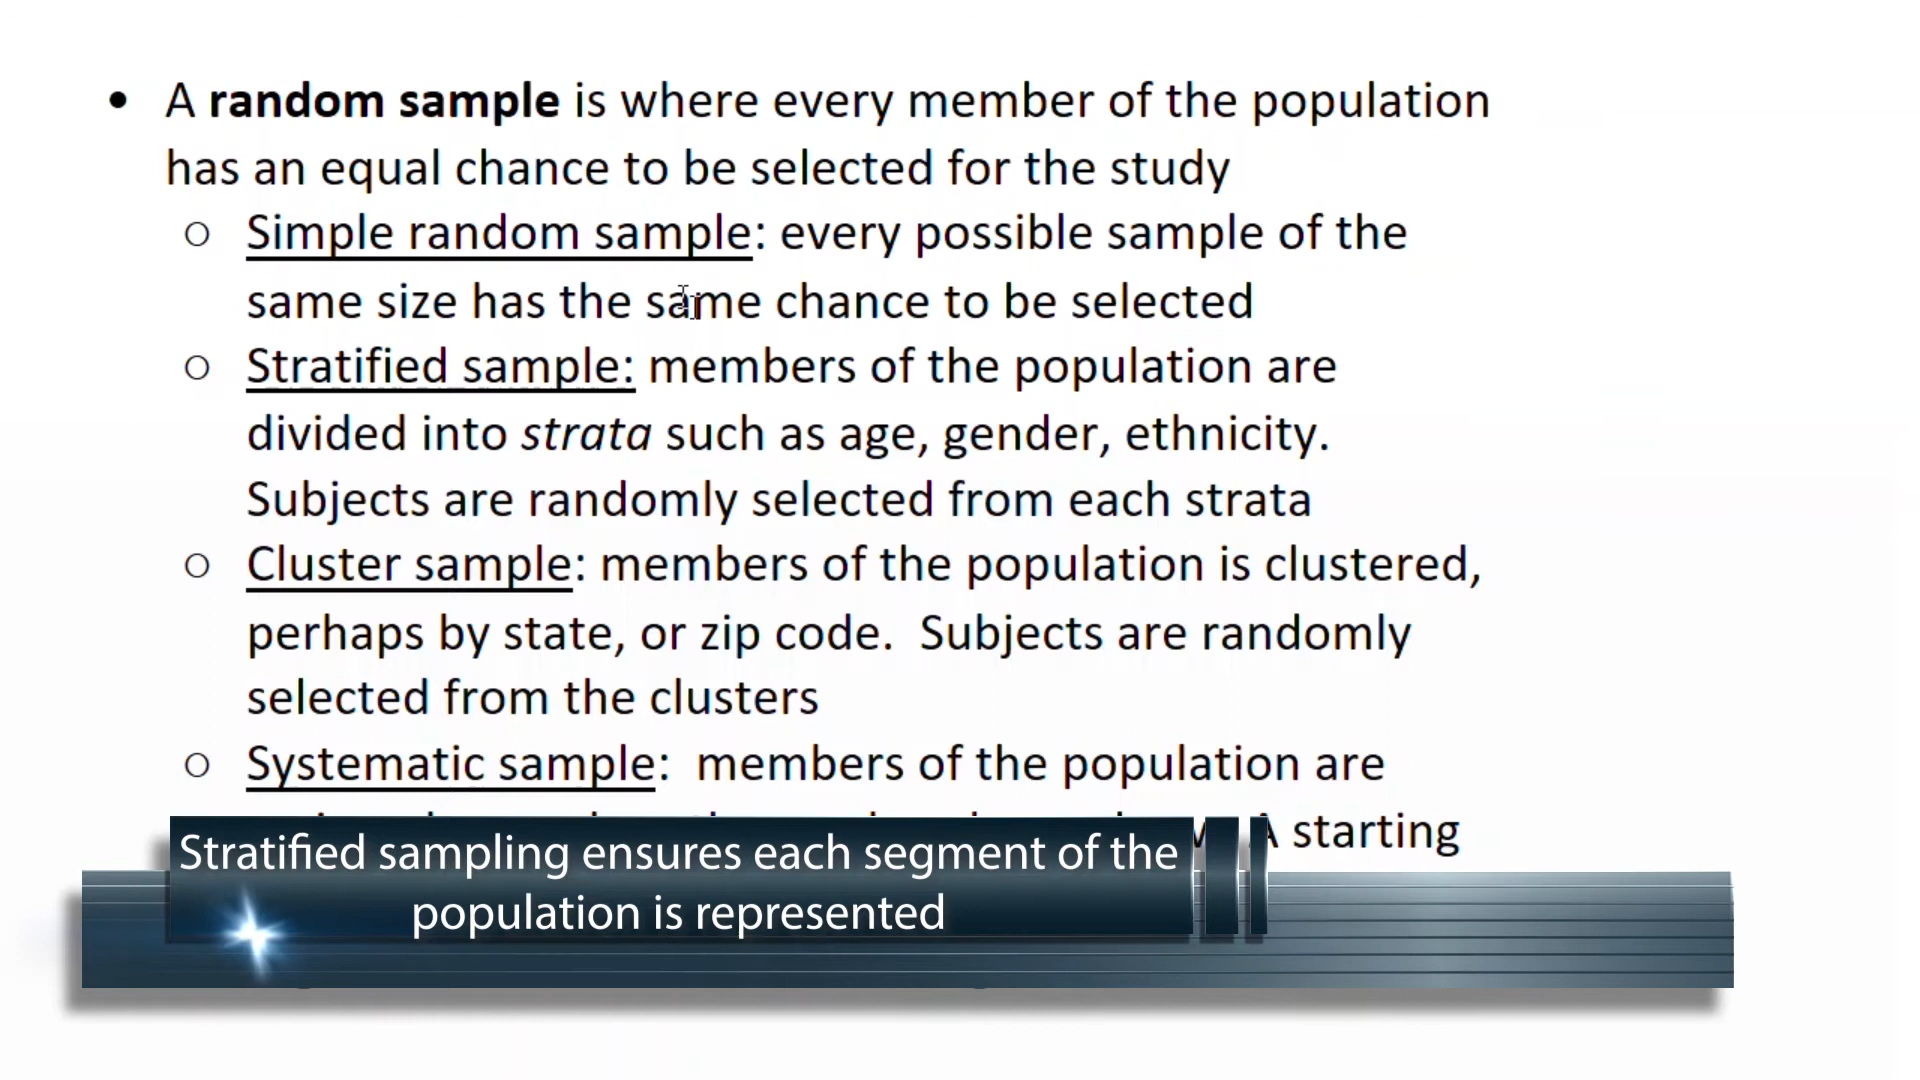 • A random sample is where every member of the population
has an equal chance to be selected for the study
○ Simple random sample: every possible sample of the
same size has the same chance to be selected
○ Stratified sample: members of the population are
divided into strata such as age, gender, ethnicity.
Subjects are randomly selected from each strata
○ Cluster sample: members of the population is clustered,
perhaps by state, or zip code.  Subjects are randomly
selected from the clusters
○ Systematic sample:  members of the population are
A starting
Stratified sampling ensures each segment of the
population is represented